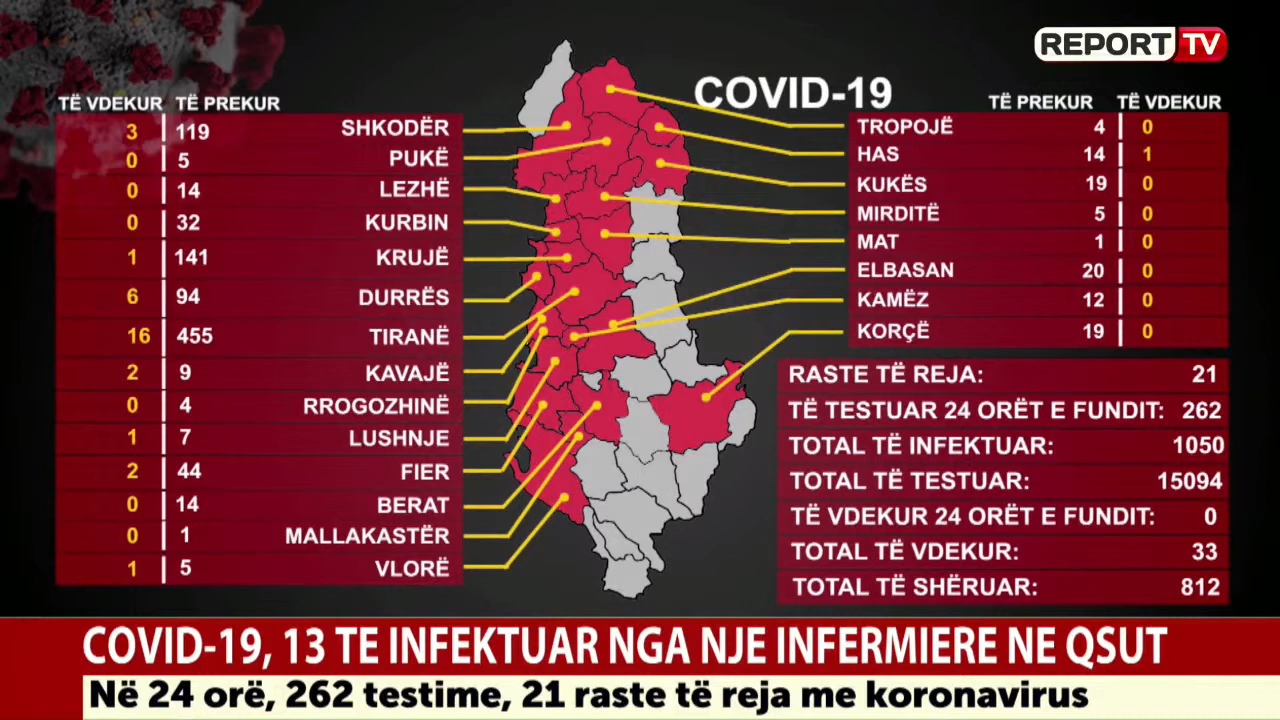 REPORT TV
COVID-19
TË VDEKUR TË PREKUR
3 119 SHKODËR
0 5 PUKË
0 14 LEZHË
0 32 KURBIN
1 141 KRUJË
6 94 DURRËS
16 455 TIRANË
2 9 KAVAJË
0 4 RROGOZHINË
1 7 LUSHNJE
2 44 FIER
0 14 BERAT
0 1 MALLAKASTËR
1 5 VLORË
TË PREKUR TË VDEKUR
TROPOJË 4 0
HAS 14 1
KUKËS 19 0
MIRDITË 5 0
MAT 1 0
ELBASAN 20 0
KAMËZ 12 0
KORÇË 19 0
RASTE TË REJA: 21
TË TESTUAR 24 ORËT E FUNDIT: 262
TOTAL TË INFEKTUAR: 1050
TOTAL TË TESTUAR: 15094
TË VDEKUR 24 ORËT E FUNDIT: 0
TOTAL TË VDEKUR: 33
TOTAL TË SHËRUAR: 812
COVID-19, 13 TE INFEKTUAR NGA NJE INFERMIERE NE QSUT
Në 24 orë, 262 testime, 21 raste të reja me koronavirus